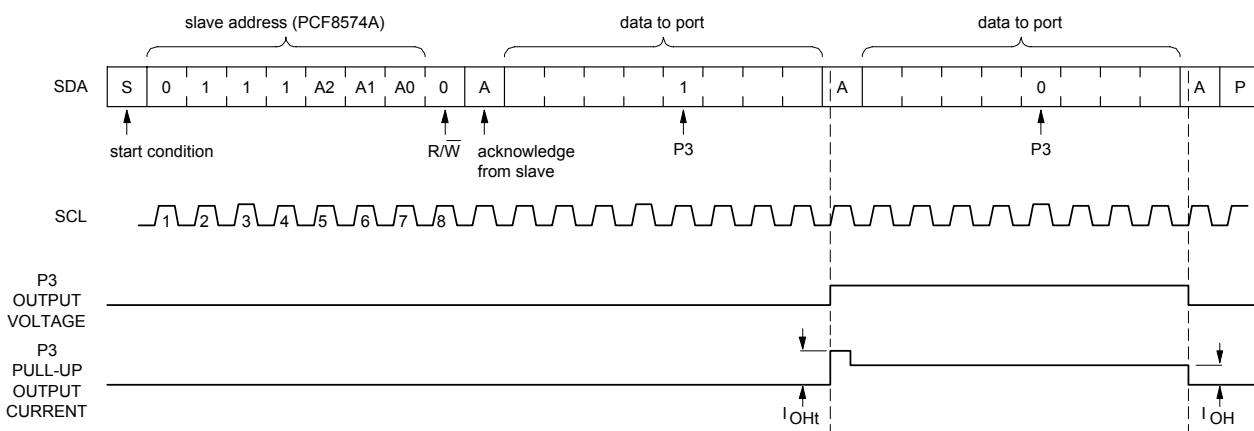 slave address (PCF8574A) data to port data to port
SDA S 0 1 1 1 A2 A1 A0 0 A 1 A 0 A P
start condition R/W acknowledge P3 P3
from slave
SCL 1 2 3 4 5 6 7 8
P3
OUTPUT
VOLTAGE
P3
PULL-UP
OUTPUT
CURRENT
I OHt I OH